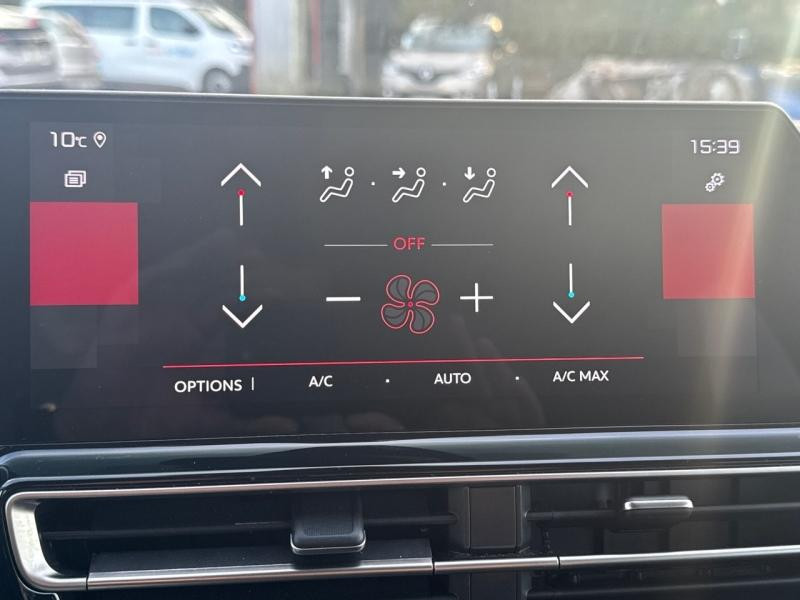 10°C
15:39
OFF
OPTIONS | A/C · AUTO · A/C MAX